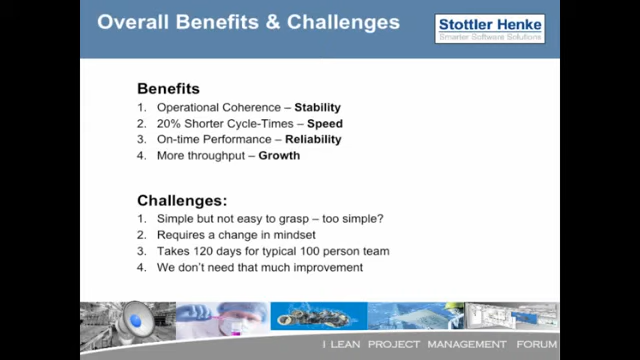 Overall Benefits & Challenges
Stottler Henke
Smarter Software Solutions
Benefits
1. Operational Coherence – Stability
2. 20% Shorter Cycle-Times – Speed
3. On-time Performance – Reliability
4. More throughput – Growth
Challenges:
1. Simple but not easy to grasp – too simple?
2. Requires a change in mindset
3. Takes 120 days for typical 100 person team
4. We don't need that much improvement
I LEAN PROJECT MANAGEMENT FORUM